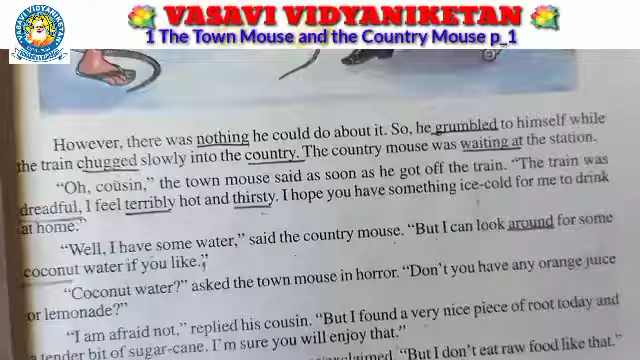 VASAVI VIDYANIKETAN
1 The Town Mouse and the Country Mouse p_1
However, there was nothing he could do about it. So, he grumbled to himself while
the train chugged slowly into the country. The country mouse was waiting at the station.
"Oh, cousin," the town mouse said as soon as he got off the train. "The train was
dreadful, I feel terribly hot and thirsty. I hope you have something ice-cold for me to drink
at home."
"Well, I have some water," said the country mouse. "But I can look around for some
coconut water if you like."
"Coconut water?" asked the town mouse in horror. "Don't you have any orange juice
or lemonade?"
"I am afraid not," replied his cousin. "But I found a very nice piece of root today and
a tender bit of sugar-cane. I'm sure you will enjoy that."
exclaimed. "But I don't eat raw food like that."